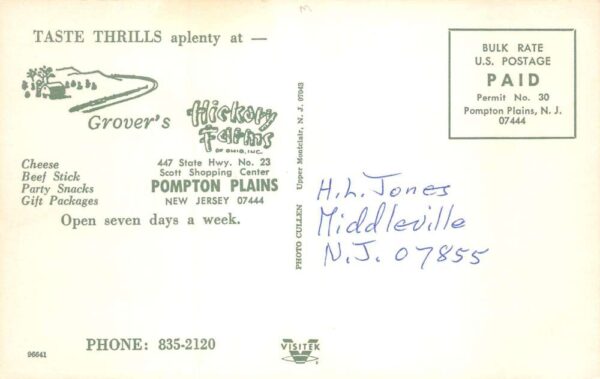 TASTE THRILLS aplenty at —
Grover's
Hickory
Farms
OF OHIO, INC.
Cheese
Beef Stick
Party Snacks
Gift Packages
447 State Hwy. No. 23
Scott Shopping Center
POMPTON PLAINS
NEW JERSEY 07444
Open seven days a week.
PHONE: 835-2120
96641
PHOTO CULLEN Upper Montclair, N. J. 07043
VISITEK
M
BULK RATE
U.S. POSTAGE
PAID
Permit No. 30
Pompton Plains, N. J.
07444
H.L. Jones
Middleville
N.J. 07855